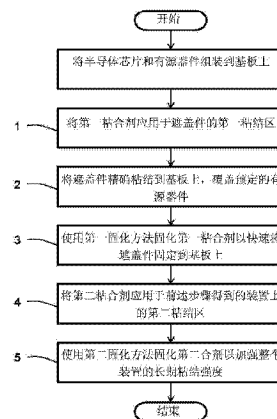 开始
将半导体芯片和有源器件组装到基板上
1
将第一粘合剂应用于遮盖件的第一粘结区
2
将遮盖件精确粘结到基板上，覆盖预定的有
源器件
3
使用第一固化方法固化第一粘合剂以快速将
遮盖件固定到基板上
4
将第二粘合剂应用于前述步骤得到的装置上
的第二粘结区
5
使用第二固化方法固化第二粘合剂以加强整个
装置的长期粘结强度
结束